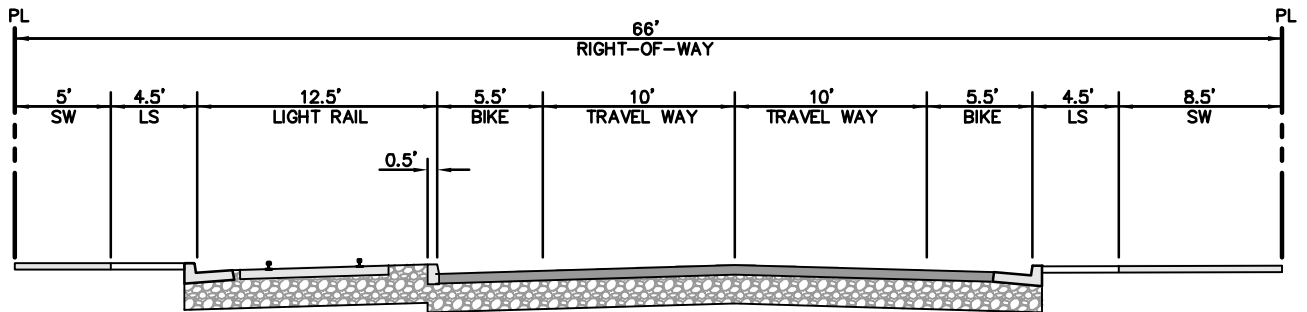 PL
PL
66'
RIGHT-OF-WAY
5'
SW
4.5'
LS
12.5'
LIGHT RAIL
5.5'
BIKE
10'
TRAVEL WAY
10'
TRAVEL WAY
5.5'
BIKE
4.5'
LS
8.5'
SW
0.5'